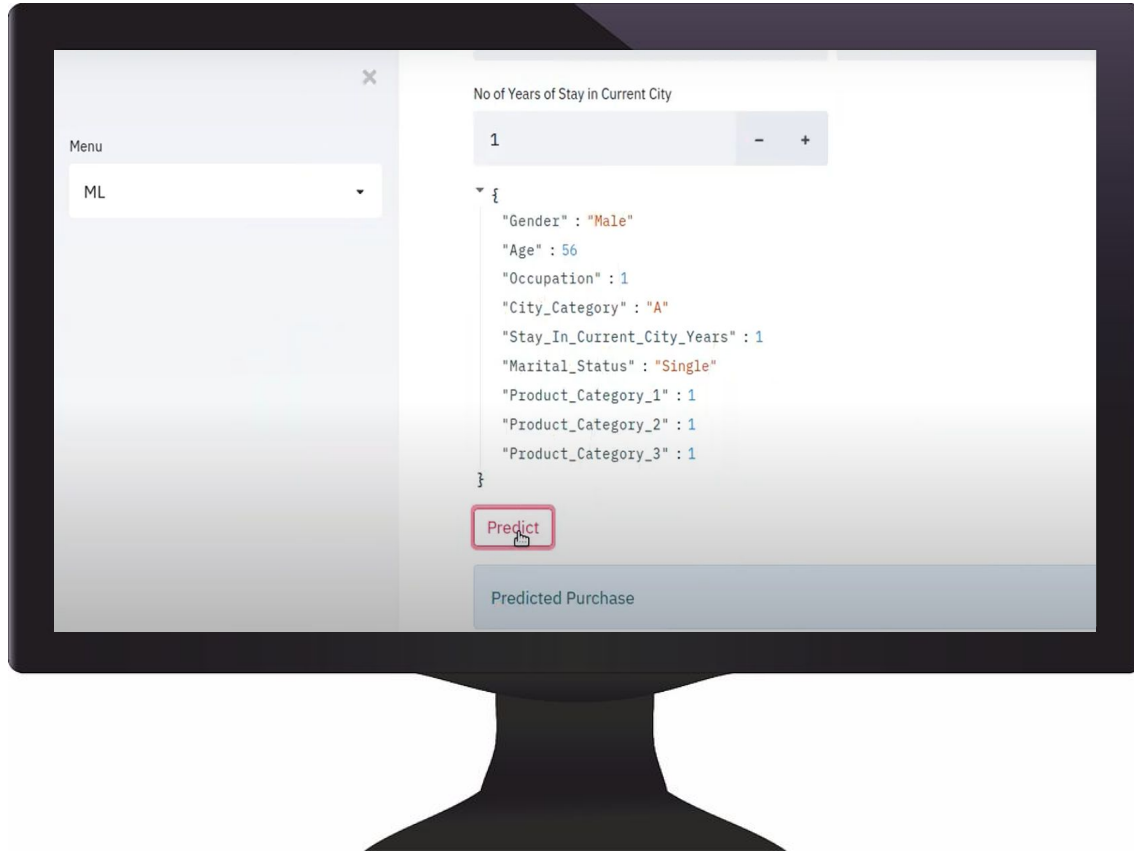 Menu
ML
No of Years of Stay in Current City
1 - +
{
"Gender" : "Male"
"Age" : 56
"Occupation" : 1
"City_Category" : "A"
"Stay_In_Current_City_Years" : 1
"Marital_Status" : "Single"
"Product_Category_1" : 1
"Product_Category_2" : 1
"Product_Category_3" : 1
}
Predict
Predicted Purchase